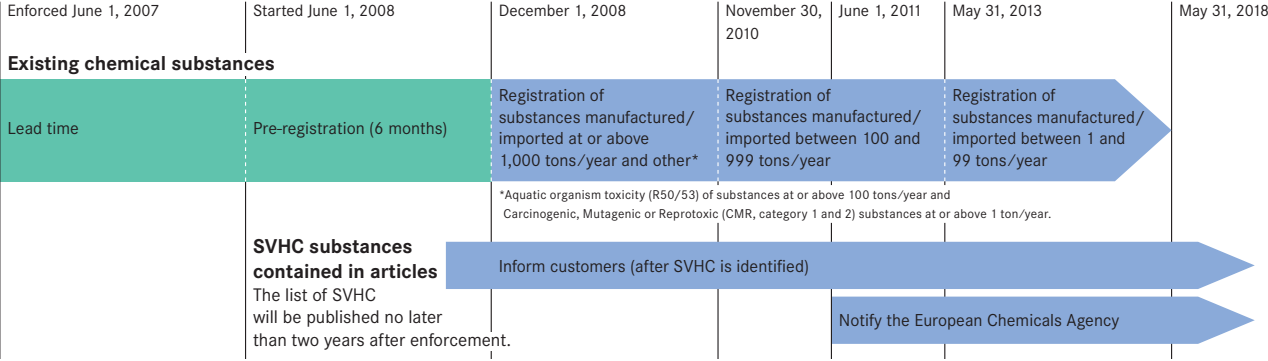 Enforced June 1, 2007
Started June 1, 2008
December 1, 2008
November 30,
2010
June 1, 2011
May 31, 2013
May 31, 2018
Existing chemical substances
Lead time
Pre-registration (6 months)
Registration of
substances manufactured/
imported at or above
1,000 tons/year and other*
Registration of
substances manufactured/
imported between 100 and
999 tons/year
Registration of
substances manufactured/
imported between 1 and
99 tons/year
*Aquatic organism toxicity (R50/53) of substances at or above 100 tons/year and
Carcinogenic, Mutagenic or Reprotoxic (CMR, category 1 and 2) substances at or above 1 ton/year.
SVHC substances
contained in articles
The list of SVHC
will be published no later
than two years after enforcement.
Inform customers (after SVHC is identified)
Notify the European Chemicals Agency